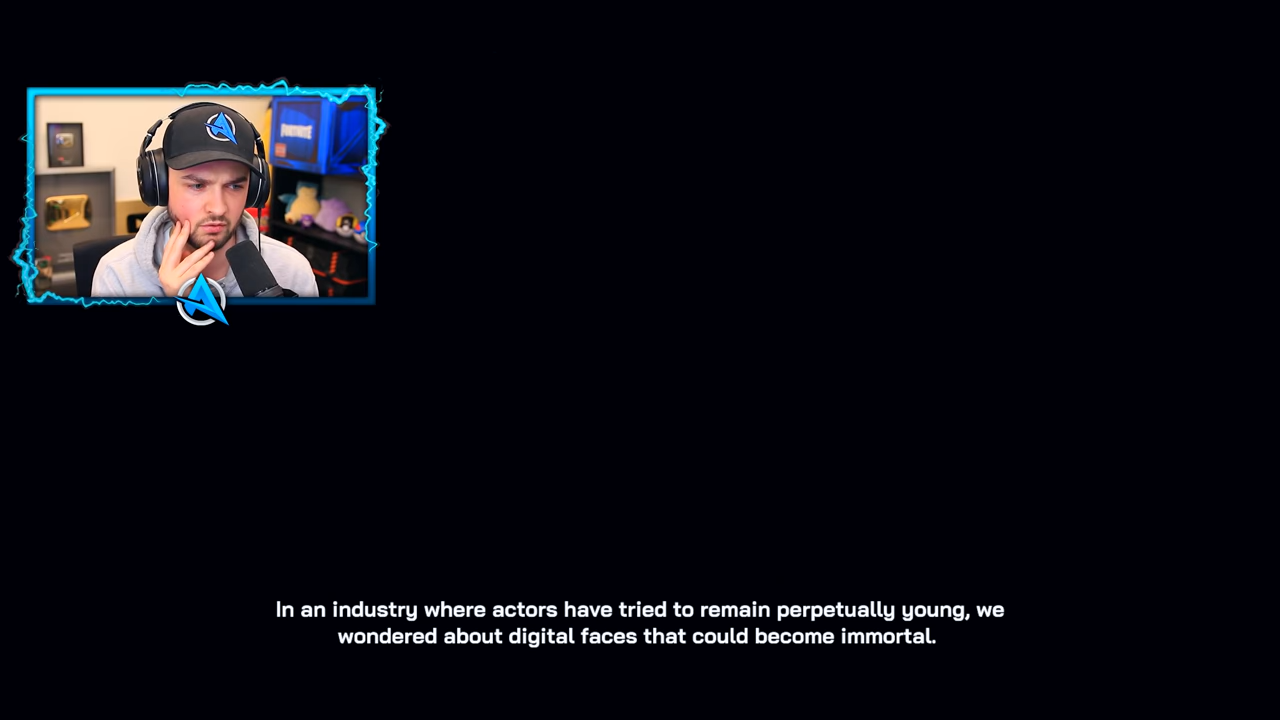 FORTNITE
In an industry where actors have tried to remain perpetually young, we
wondered about digital faces that could become immortal.